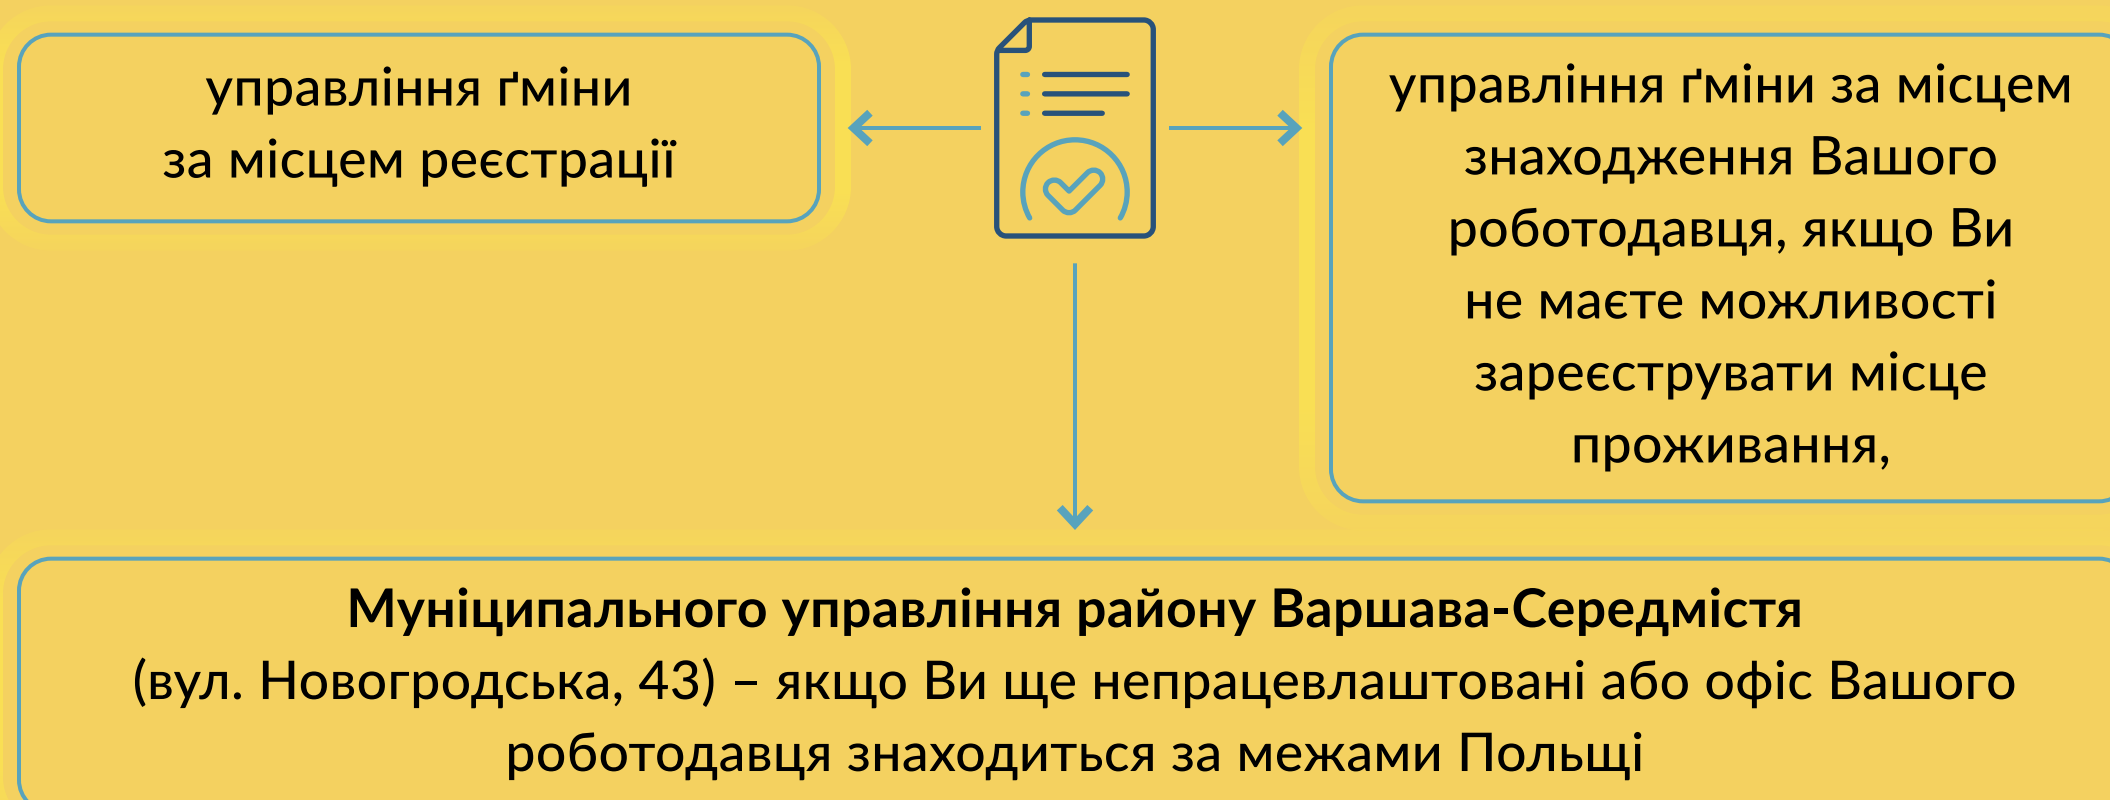 управління ґміни
за місцем реєстрації
управління ґміни за місцем
знаходження Вашого
роботодавця, якщо Ви
не маєте можливості
зареєструвати місце
проживання,
Муніципального управління району Варшава-Середмістя
(вул. Новогродська, 43) – якщо Ви ще непрацевлаштовані або офіс Вашого
роботодавця знаходиться за межами Польщі